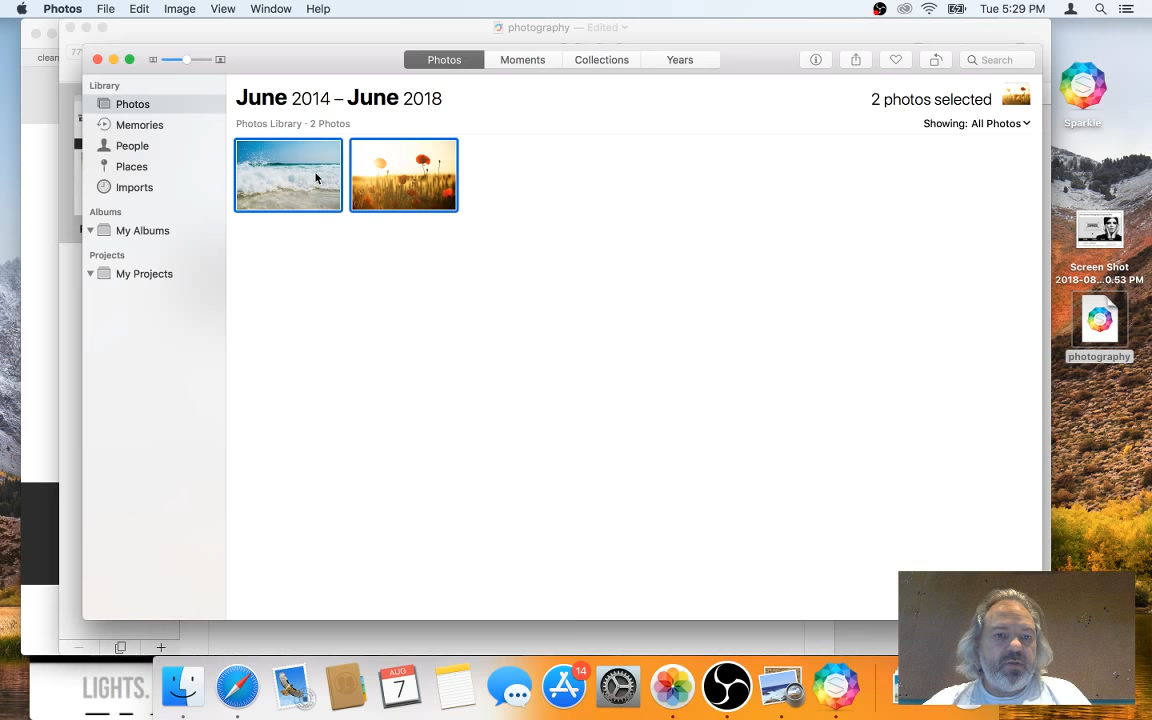 Photos File Edit Image View Window Help
Tue 5:29 PM
photography — Edited
77
clean
Photos Moments Collections Years
Search
Library
Photos
Memories
People
Places
Imports
Albums
My Albums
Projects
My Projects
June 2014 – June 2018
2 photos selected
Photos Library · 2 Photos
Showing: All Photos
Sparkle
Screen Shot
2018-08...0.53 PM
photography
LIGHTS.
14
AUG
7